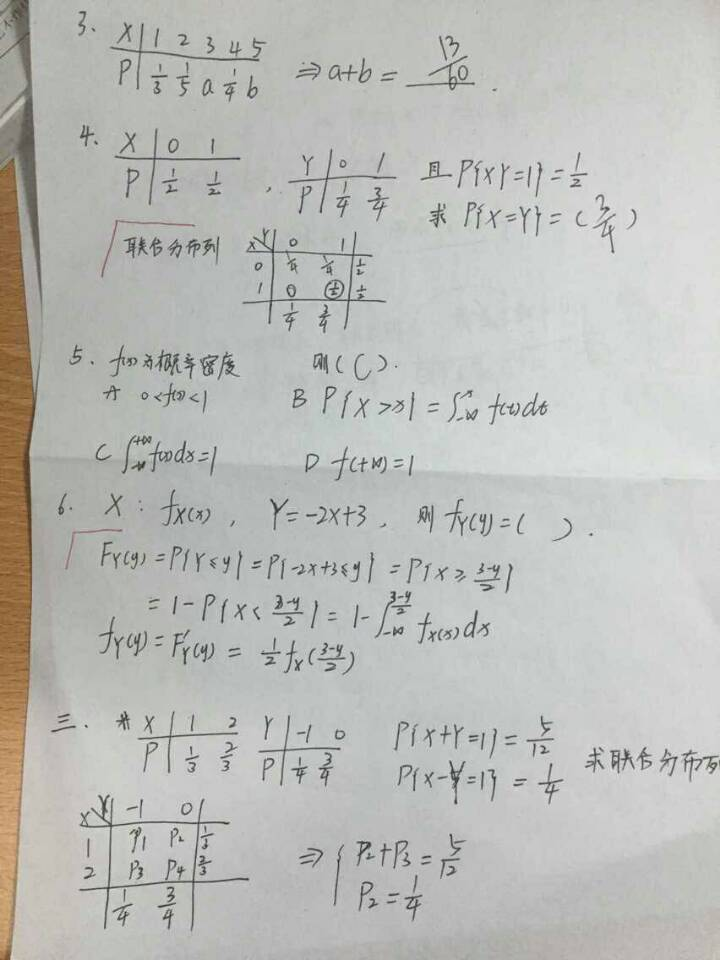 3. X | 1 2 3 4 5
P | 1/3 1/5 a 1/4 b ⇒ a+b = 13/60 .
4. X | 0 1
P | 1/2 1/2 , Y | 0 1
P | 1/4 3/4 且 P{XY=1}=1/2
求 P{X=Y}=(3/4)
联合分布列 X\Y | 0 1
0 | 1/4 1/4 | 1/2
1 | 0 1/2 | 1/2
1/4 3/4
5. f(x)为概率密度 则(C).
A 0<f(x)<1 B P{X>x}=∫_{-∞}^{x} f(t)dt
C ∫_{-∞}^{+∞} f(x)dx=1 D f(+∞)=1
6. X: f_X(x), Y=-2X+3, 则 f_Y(y)=( ).
F_Y(y)=P{Y≤y}=P{-2X+3≤y}=P{X≥(3-y)/2}
=1-P{X<(3-y)/2}=1-∫_{-∞}^{(3-y)/2} f_X(x)dx
f_Y(y)=F'_Y(y)=1/2 f_X((3-y)/2)
三. X | 1 2 Y | -1 0 P{X+Y=1}=5/12
P | 1/3 2/3 P | 1/4 3/4 P{X-Y=1}=1/4 求联合分布列
X\Y | -1 0
1 | P1 P2 | 1/3
2 | P3 P4 | 2/3
1/4 3/4
⇒ { P2+P3=5/12
P2=1/4